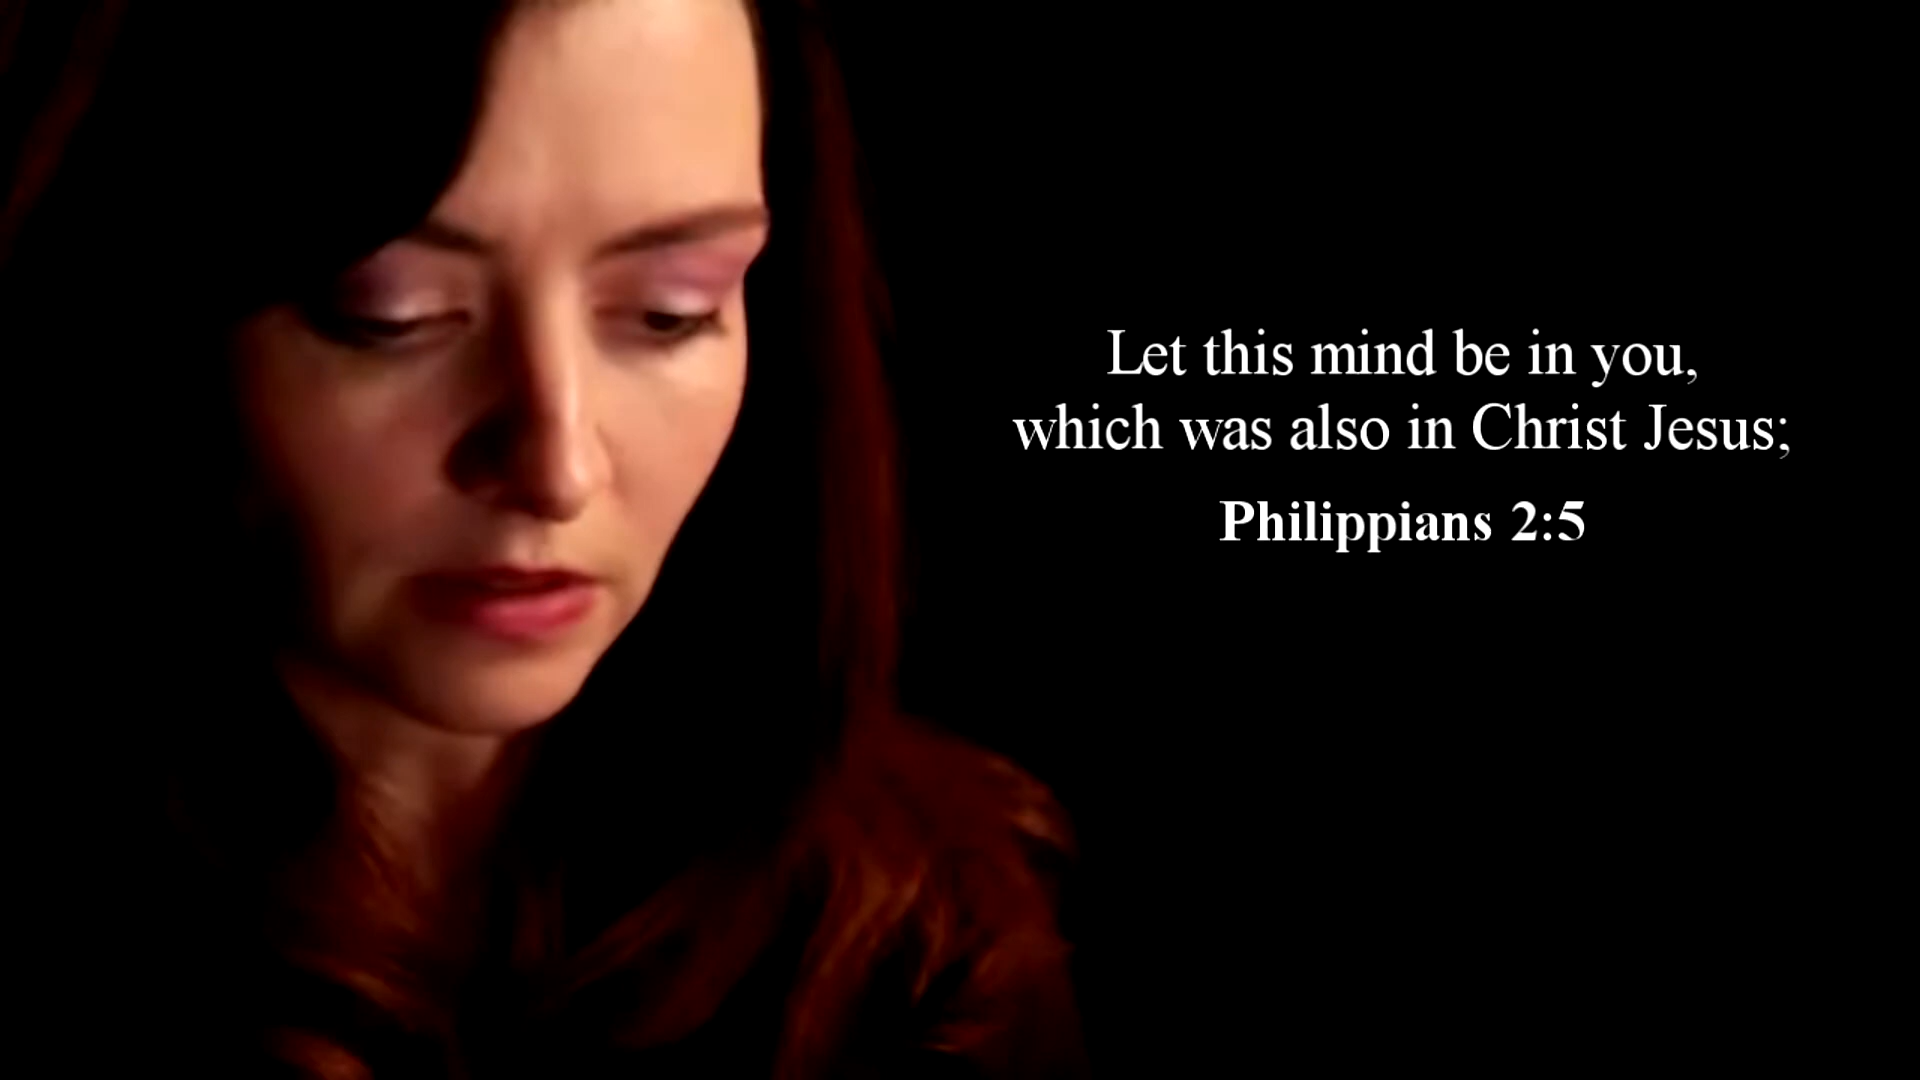 Let this mind be in you,
which was also in Christ Jesus;
Philippians 2:5